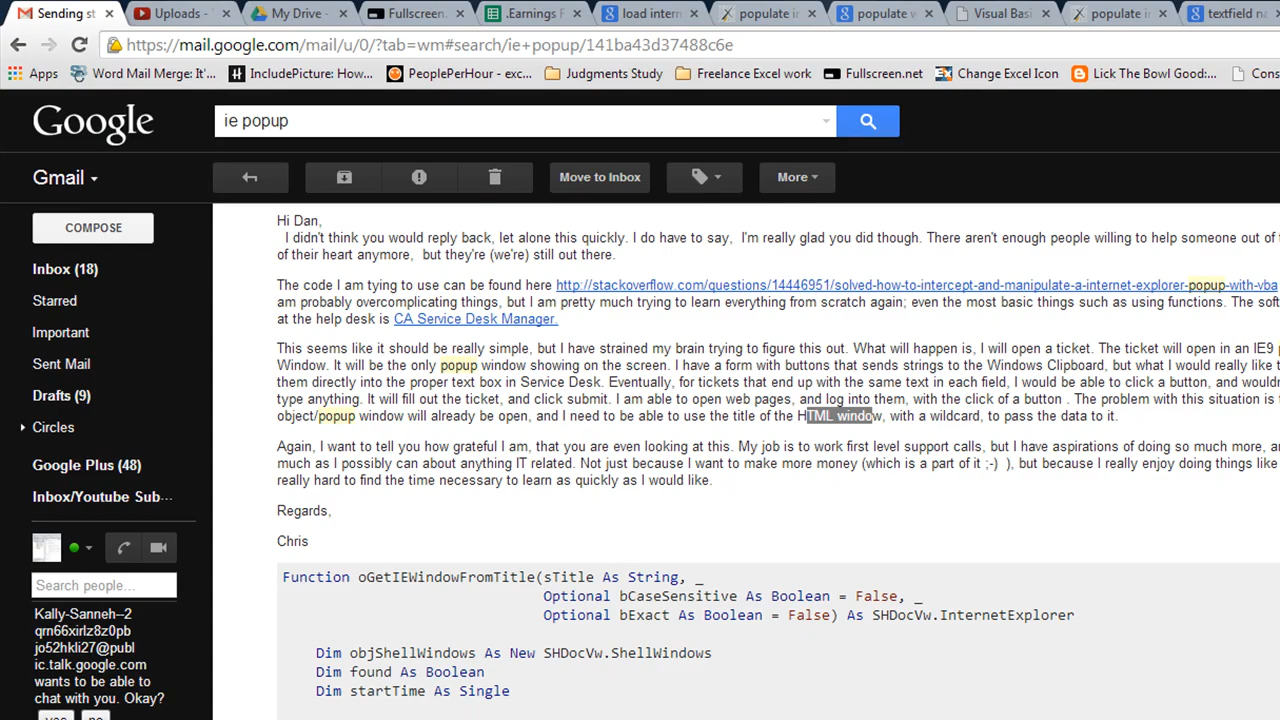 Sending st
Uploads -
My Drive -
Fullscreen.
.Earnings F
load intern
populate in
populate w
Visual Basi
populate in
textfield na
https://mail.google.com/mail/u/0/?tab=wm#search/ie+popup/141ba43d37488c6e
Apps
Word Mail Merge: It'...
IncludePicture: How...
PeoplePerHour - exc...
Judgments Study
Freelance Excel work
Fullscreen.net
Change Excel Icon
Lick The Bowl Good:...
Cons
Google
ie popup
Gmail
Move to Inbox
More
COMPOSE
Inbox (18)
Starred
Important
Sent Mail
Drafts (9)
Circles
Google Plus (48)
Inbox/Youtube Sub...
Search people...
Kally-Sanneh--2
qrn66xirlz8z0pb
jo52hkli27@publ
ic.talk.google.com
wants to be able to
chat with you. Okay?
yes no
Hi Dan,
I didn't think you would reply back, let alone this quickly. I do have to say, I'm really glad you did though. There aren't enough people willing to help someone out of t
of their heart anymore, but they're (we're) still out there.
The code I am tying to use can be found here http://stackoverflow.com/questions/14446951/solved-how-to-intercept-and-manipulate-a-internet-explorer-popup-with-vba
am probably overcomplicating things, but I am pretty much trying to learn everything from scratch again; even the most basic things such as using functions. The soft
at the help desk is CA Service Desk Manager.
This seems like it should be really simple, but I have strained my brain trying to figure this out. What will happen is, I will open a ticket. The ticket will open in an IE9 p
Window. It will be the only popup window showing on the screen. I have a form with buttons that sends strings to the Windows Clipboard, but what I would really like t
them directly into the proper text box in Service Desk. Eventually, for tickets that end up with the same text in each field, I would be able to click a button, and wouldn
type anything. It will fill out the ticket, and click submit. I am able to open web pages, and log into them, with the click of a button . The problem with this situation is t
object/popup window will already be open, and I need to be able to use the title of the HTML window, with a wildcard, to pass the data to it.
Again, I want to tell you how grateful I am, that you are even looking at this. My job is to work first level support calls, but I have aspirations of doing so much more, an
much as I possibly can about anything IT related. Not just because I want to make more money (which is a part of it ;-) ), but because I really enjoy doing things like
really hard to find the time necessary to learn as quickly as I would like.
Regards,
Chris
Function oGetIEWindowFromTitle(sTitle As String, _
Optional bCaseSensitive As Boolean = False, _
Optional bExact As Boolean = False) As SHDocVw.InternetExplorer
Dim objShellWindows As New SHDocVw.ShellWindows
Dim found As Boolean
Dim startTime As Single